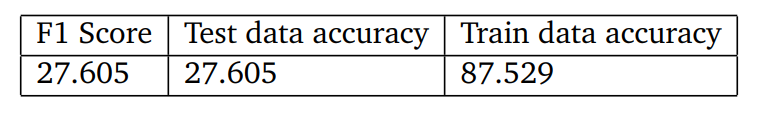 F1 Score Test data accuracy Train data accuracy
27.605 27.605 87.529